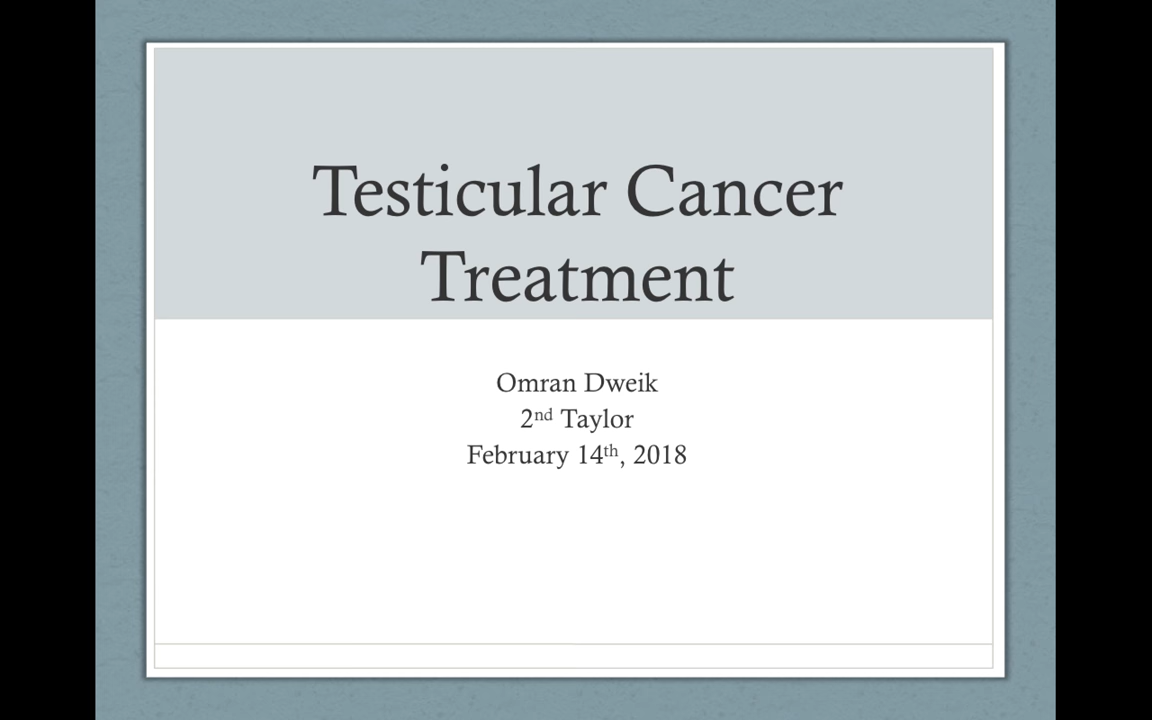 Testicular Cancer
Treatment
Omran Dweik
2nd Taylor
February 14th, 2018